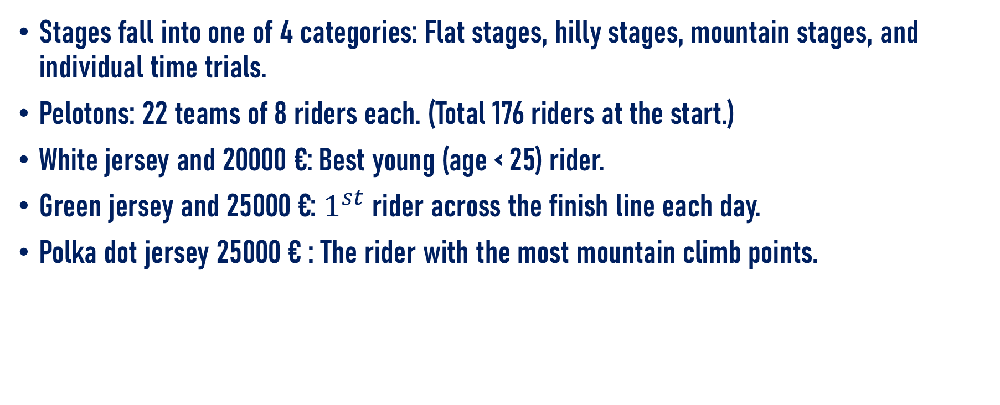 • Stages fall into one of 4 categories: Flat stages, hilly stages, mountain stages, and
individual time trials.
• Pelotons: 22 teams of 8 riders each. (Total 176 riders at the start.)
• White jersey and 20000 €: Best young (age < 25) rider.
• Green jersey and 25000 €: 1ˢᵗ rider across the finish line each day.
• Polka dot jersey 25000 € : The rider with the most mountain climb points.